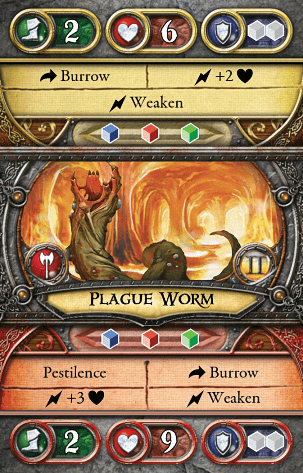 2 6
Burrow +2
Weaken
II
PLAGUE WORM
Pestilence Burrow
+3 Weaken
2 9